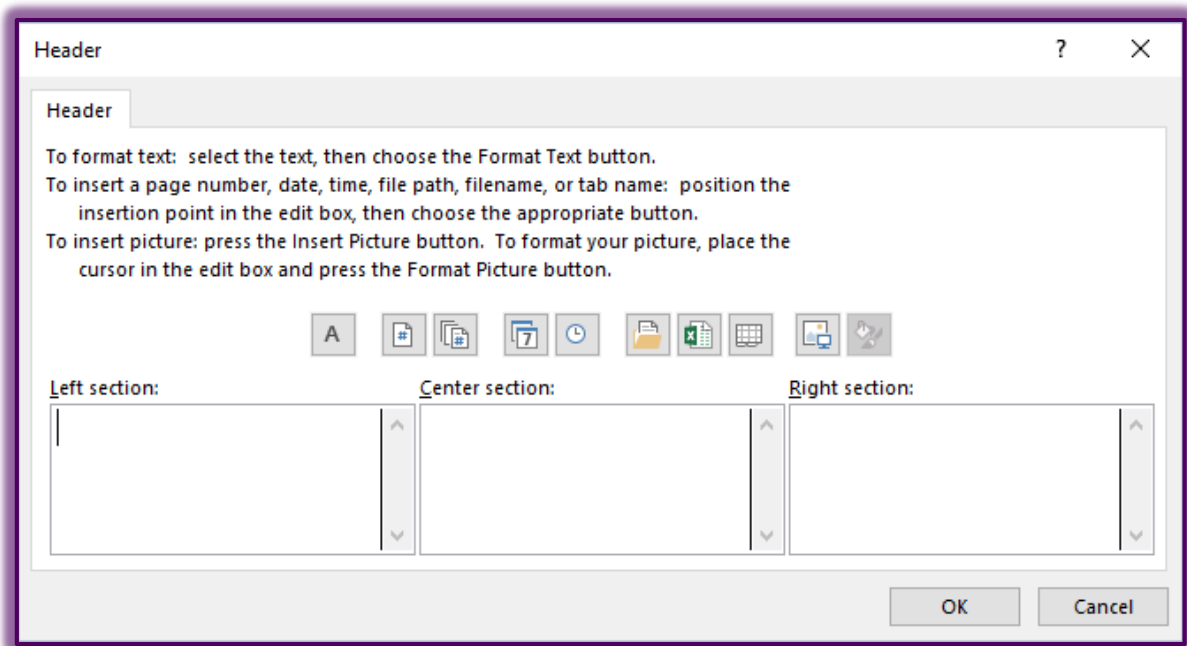 Header
?
Header
To format text:  select the text, then choose the Format Text button.
To insert a page number, date, time, file path, filename, or tab name:  position the
insertion point in the edit box, then choose the appropriate button.
To insert picture: press the Insert Picture button.  To format your picture, place the
cursor in the edit box and press the Format Picture button.
A # # 7
Left section: Center section: Right section:
OK Cancel